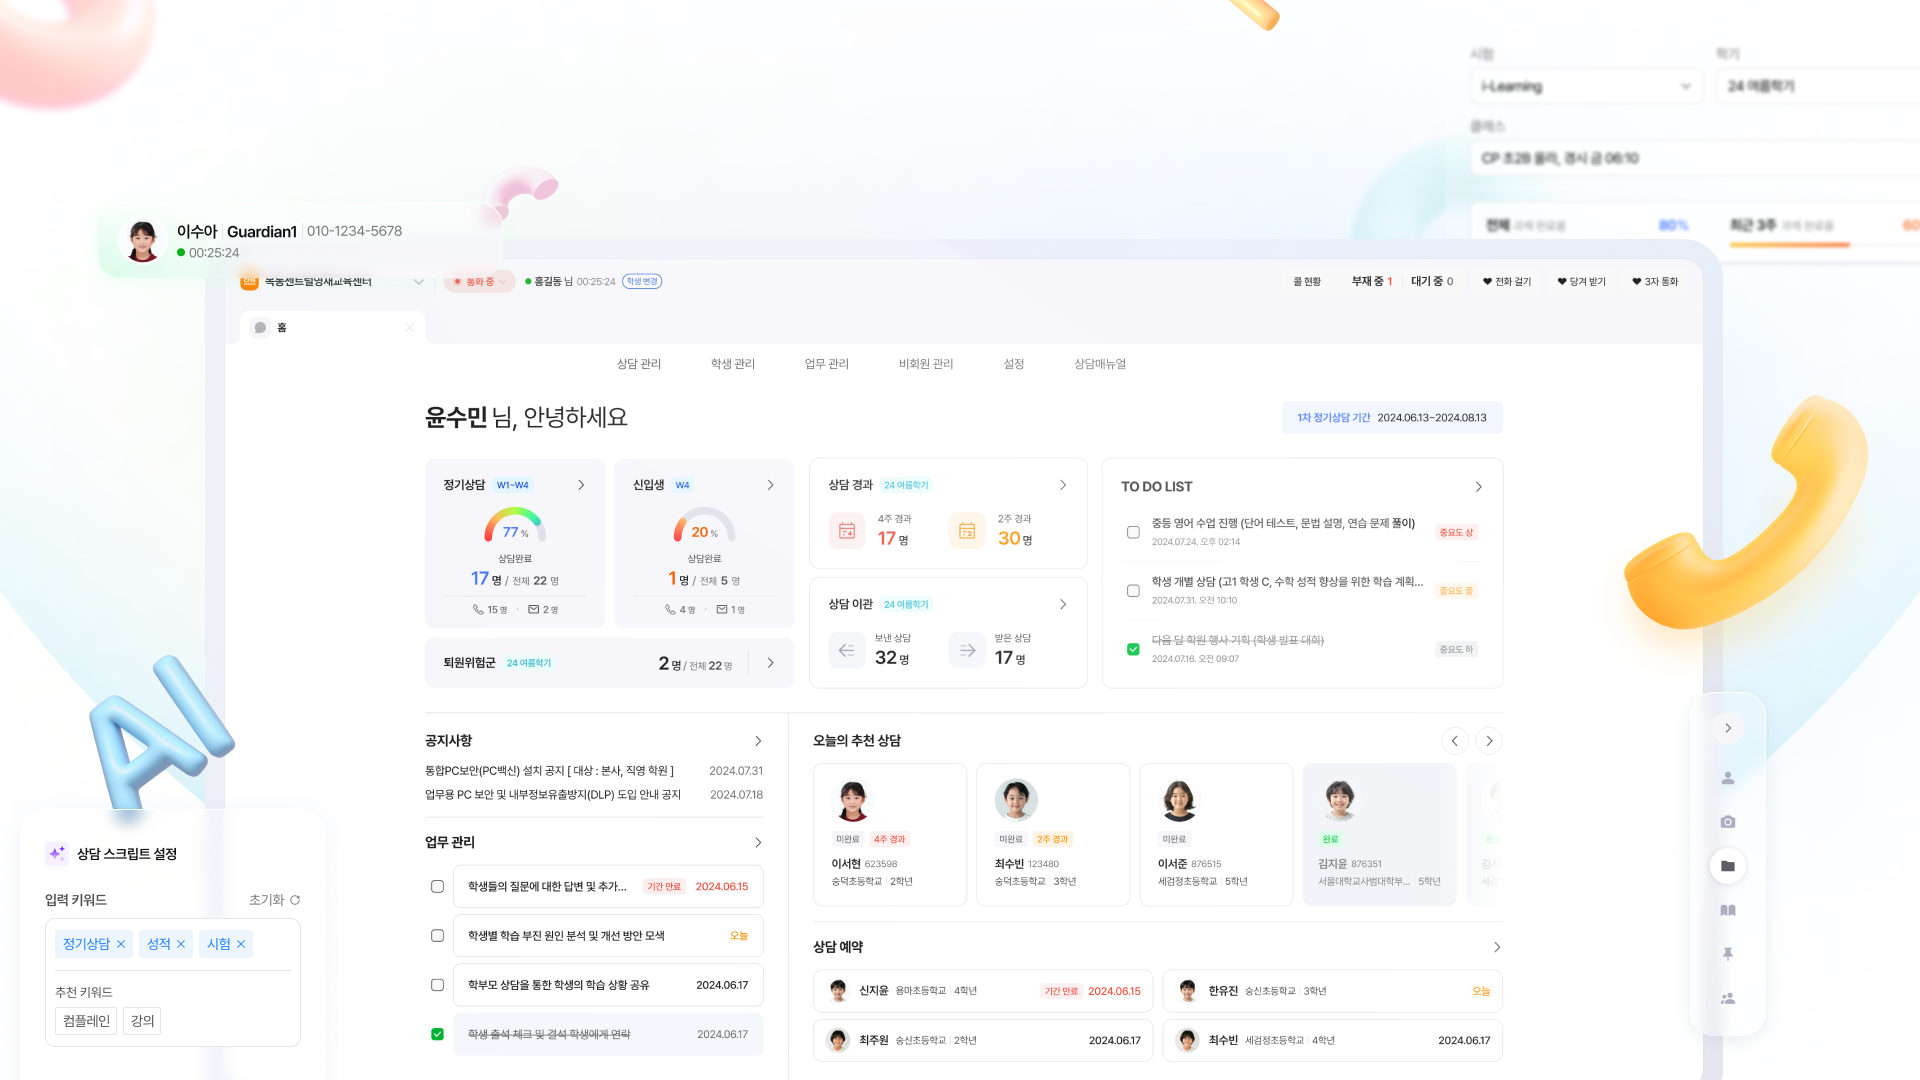 시험
학기
i-Learning
24 여름학기
클래스
CP 초2B 올라, 경시 금 06:10
전체 과제 완료율 80%
최근 3주 과제 완료율 60
이수아 Guardian1 010-1234-5678
00:25:24
목동센트럴영재교육센터
통화 중
홍길동 님 00:25:24 학생 변경
콜 현황
부재 중 1 대기 중 0
전화 걸기
당겨 받기
3자 통화
홈
상담 관리
학생 관리
업무 관리
비회원 관리
설정
상담매뉴얼
윤수민 님, 안녕하세요
1차 정기상담 기간 2024.06.13~2024.08.13
정기상담 W1~W4
77 %
상담완료
17 명 / 전체 22 명
15 명 · 2 명
신입생 W4
20 %
상담완료
1 명 / 전체 5 명
4 명 · 1 명
퇴원위험군 24 여름학기
2 명 / 전체 22 명
상담 경과 24 여름학기
4주 경과
17 명
2주 경과
30 명
상담 이관 24 여름학기
보낸 상담
32 명
받은 상담
17 명
TO DO LIST
중등 영어 수업 진행 (단어 테스트, 문법 설명, 연습 문제 풀이)
2024.07.24. 오후 02:14
중요도 상
학생 개별 상담 (고1 학생 C, 수학 성적 향상을 위한 학습 계획...
2024.07.31. 오전 10:10
중요도 중
다음 달 학원 행사 기획 (학생 발표 대회)
2024.07.16. 오전 09:07
중요도 하
공지사항
통합PC보안(PC백신) 설치 공지 [ 대상 : 본사, 직영 학원 ] 2024.07.31
업무용 PC 보안 및 내부정보유출방지(DLP) 도입 안내 공지 2024.07.18
업무 관리
학생들의 질문에 대한 답변 및 추가... 기간 만료 2024.06.15
학생별 학습 부진 원인 분석 및 개선 방안 모색 오늘
학부모 상담을 통한 학생의 학습 상황 공유 2024.06.17
학생 출석 체크 및 결석 학생에게 연락 2024.06.17
오늘의 추천 상담
미완료 4주 경과
이서현 623598
숭덕초등학교 2학년
미완료 2주 경과
최수빈 123480
숭덕초등학교 3학년
미완료
이서준 876515
세검정초등학교 5학년
완료
김지윤 876351
서울대학교사범대학부... 5학년
상담 예약
신지윤 용마초등학교 4학년 기간 만료 2024.06.15
한유진 숭신초등학교 3학년 오늘
최주원 숭신초등학교 2학년 2024.06.17
최수빈 세검정초등학교 4학년 2024.06.17
AI
상담 스크립트 설정
입력 키워드 초기화
정기상담 성적 시험
추천 키워드
컴플레인 강의